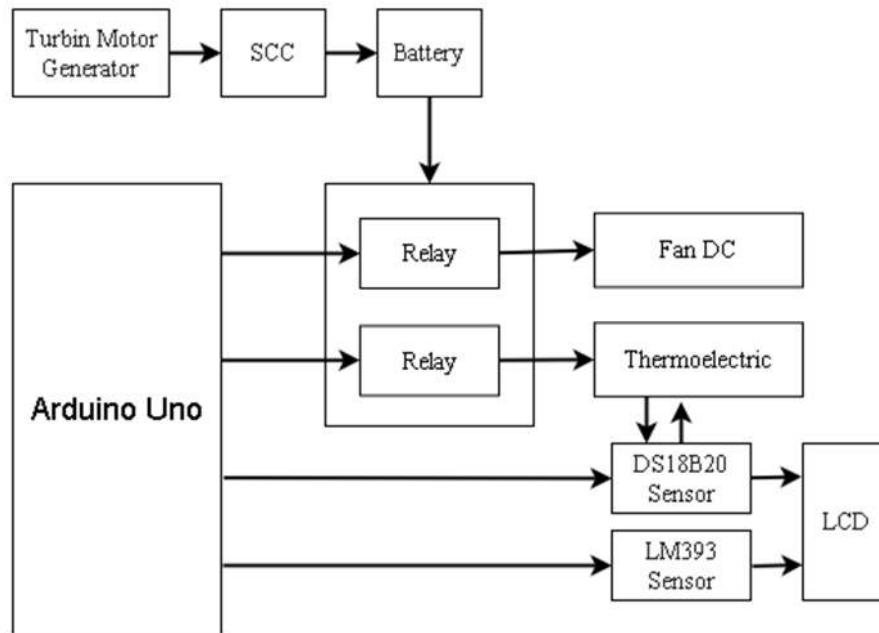 Turbin Motor
Generator
SCC
Battery
Relay
Fan DC
Relay
Thermoelectric
Arduino Uno
DS18B20
Sensor
LCD
LM393
Sensor